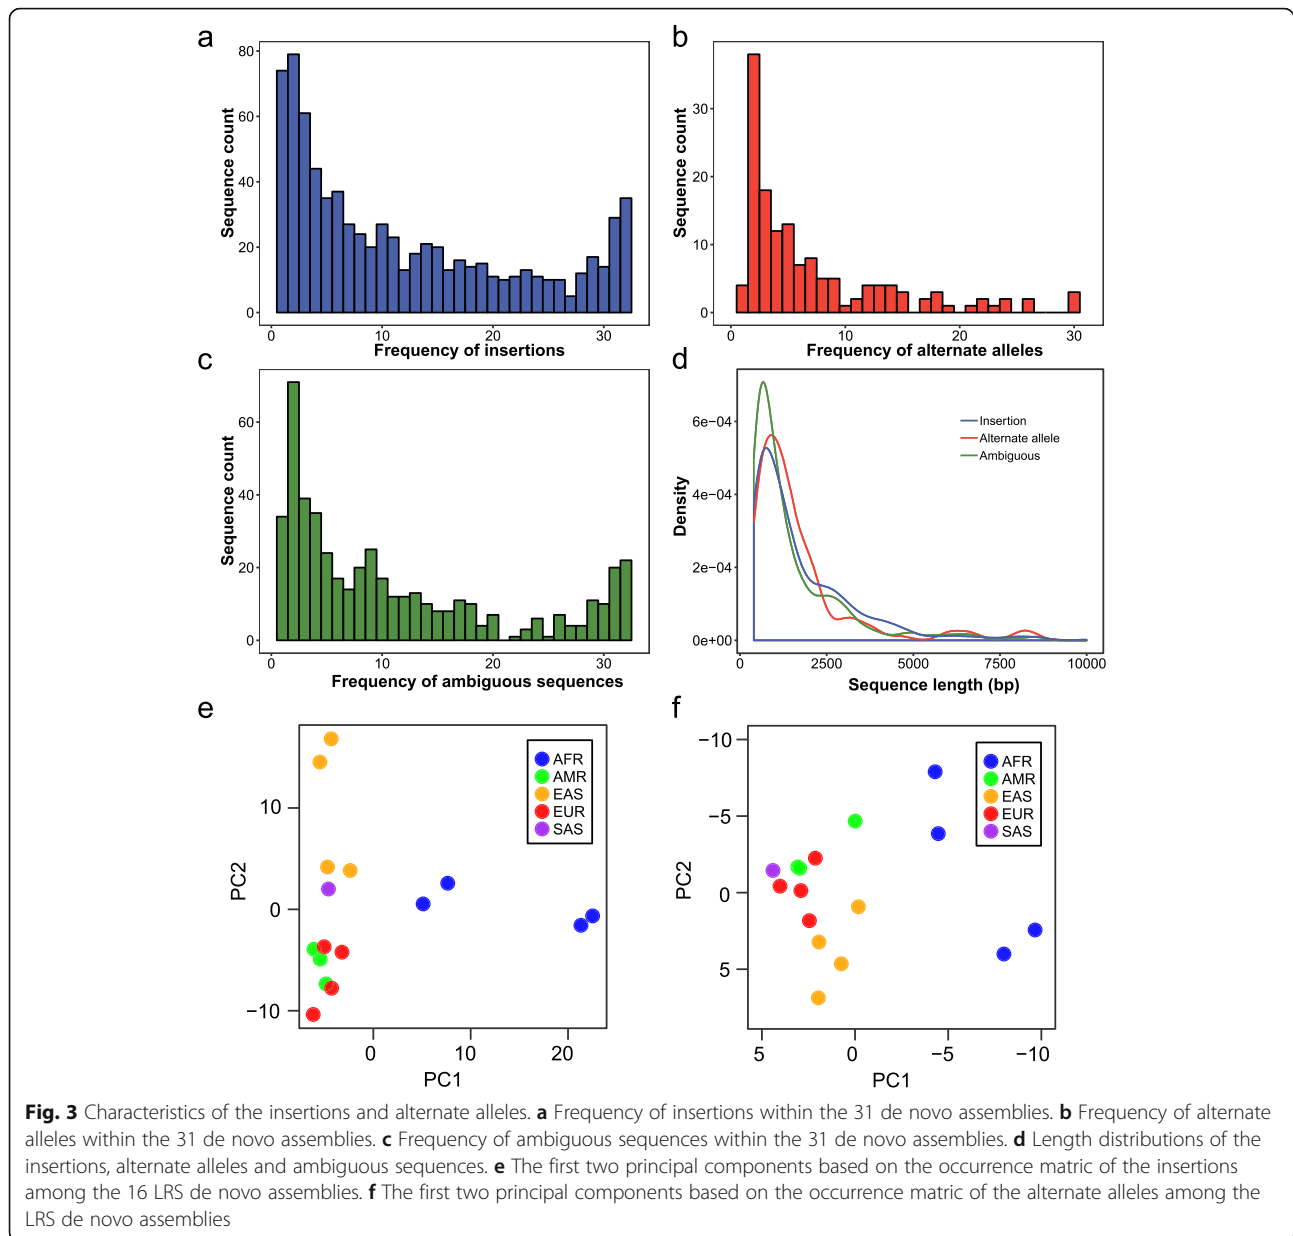 a
80
60
40
20
0
Sequence count
0 10 20 30
Frequency of insertions
b
30
20
10
0
Sequence count
0 10 20 30
Frequency of alternate alleles
c
60
40
20
0
Sequence count
0 10 20 30
Frequency of ambiguous sequences
d
6e−04
4e−04
2e−04
0e+00
Density
Insertion
Alternate allele
Ambiguous
0 2500 5000 7500 10000
Sequence length (bp)
e
10
0
−10
PC2
AFR
AMR
EAS
EUR
SAS
0 10 20
PC1
f
−10
−5
0
5
PC2
AFR
AMR
EAS
EUR
SAS
5 0 −5 −10
PC1
Fig. 3 Characteristics of the insertions and alternate alleles. a Frequency of insertions within the 31 de novo assemblies. b Frequency of alternate
alleles within the 31 de novo assemblies. c Frequency of ambiguous sequences within the 31 de novo assemblies. d Length distributions of the
insertions, alternate alleles and ambiguous sequences. e The first two principal components based on the occurrence matric of the insertions
among the 16 LRS de novo assemblies. f The first two principal components based on the occurrence matric of the alternate alleles among the
LRS de novo assemblies